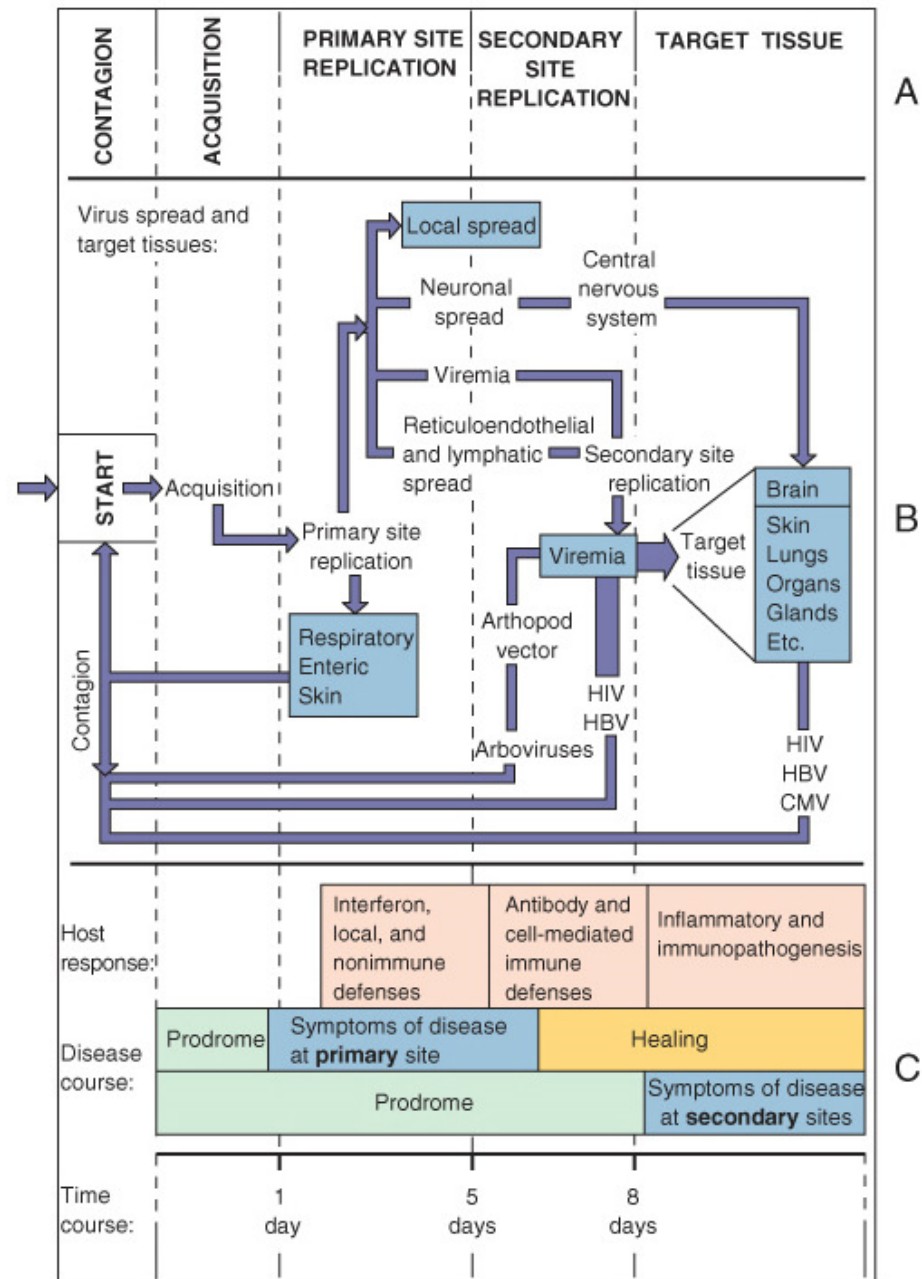 CONTAGION
ACQUISITION
PRIMARY SITE
REPLICATION
SECONDARY
SITE
REPLICATION
TARGET TISSUE
A
Virus spread and
target tissues:
Local spread
Neuronal
spread
Central
nervous
system
Viremia
Reticuloendothelial
and lymphatic
spread
Secondary site
replication
START
Acquisition
Primary site
replication
Viremia
Target
tissue
Brain
Skin
Lungs
Organs
Glands
Etc.
B
Respiratory
Enteric
Skin
Arthopod
vector
Arboviruses
HIV
HBV
HIV
HBV
CMV
Contagion
Host
response:
Interferon,
local, and
nonimmune
defenses
Antibody and
cell-mediated
immune
defenses
Inflammatory and
immunopathogenesis
Disease
course:
Prodrome
Symptoms of disease
at primary site
Healing
Prodrome
Symptoms of disease
at secondary sites
C
Time
course:
1
day
5
days
8
days